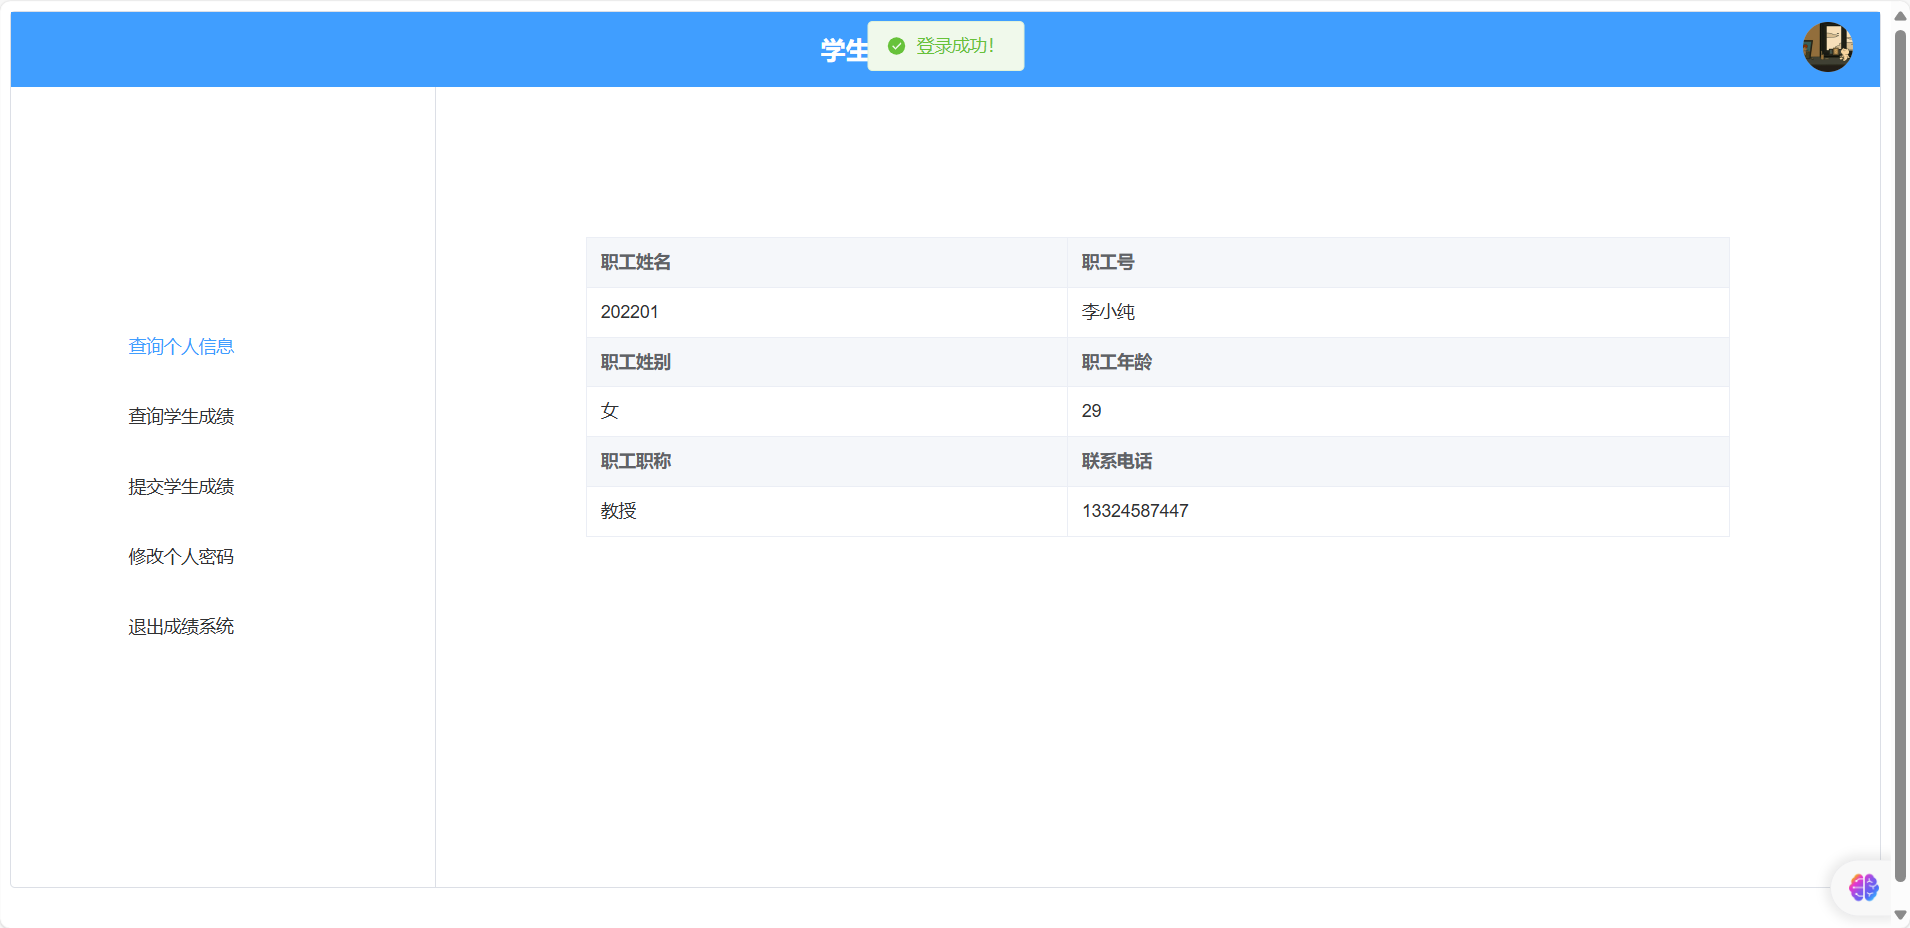 学生
登录成功！
查询个人信息
查询学生成绩
提交学生成绩
修改个人密码
退出成绩系统
职工姓名 职工号
202201 李小纯
职工姓别 职工年龄
女 29
职工职称 联系电话
教授 13324587447